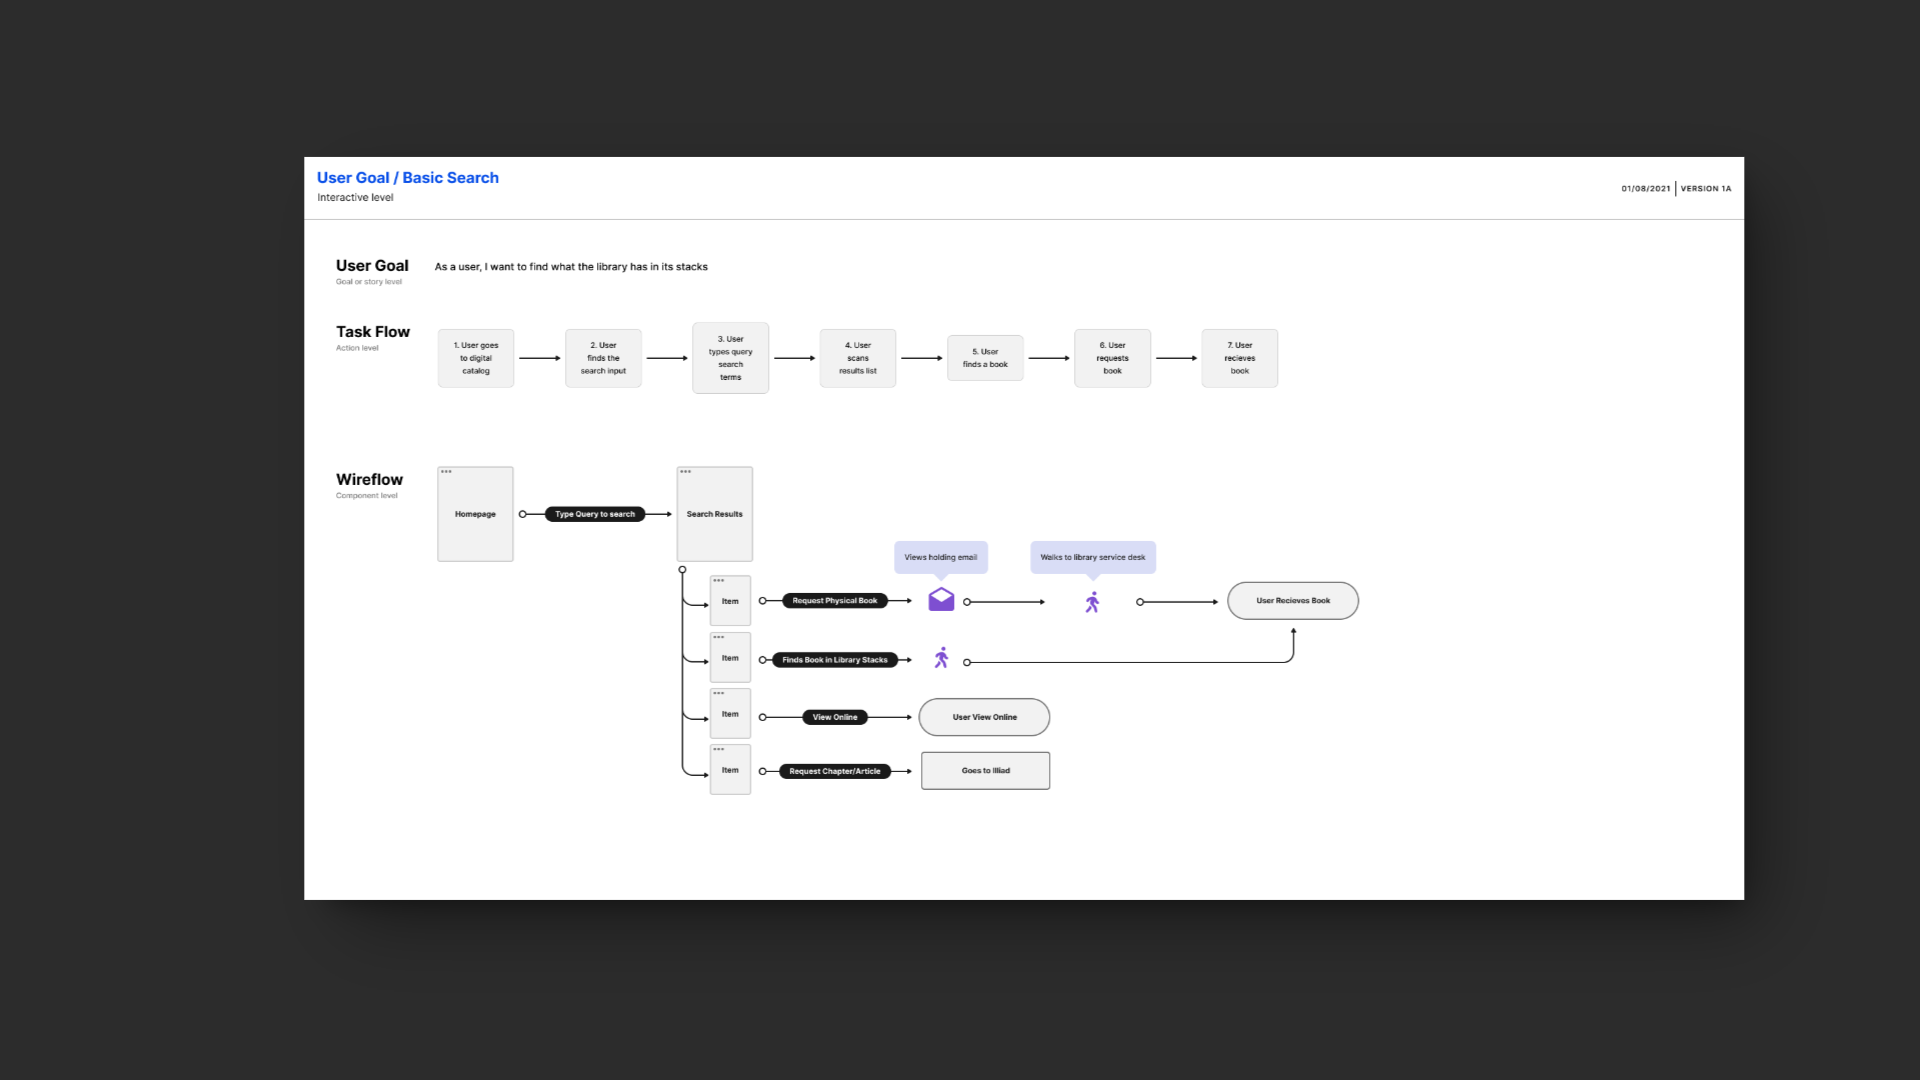 User Goal / Basic Search
Interactive level
01/08/2021 | VERSION 1A
User Goal
Goal or story level
As a user, I want to find what the library has in its stacks
Task Flow
Action level
1. User goes
to digital
catalog
2. User
finds the
search input
3. User
types query
search
terms
4. User
scans
results list
5. User
finds a book
6. User
requests
book
7. User
recieves
book
Wireflow
Component level
Homepage
Type Query to search
Search Results
Views holding email
Walks to library service desk
Item
Request Physical Book
User Recieves Book
Item
Finds Book in Library Stacks
Item
View Online
User View Online
Item
Request Chapter/Article
Goes to Illiad